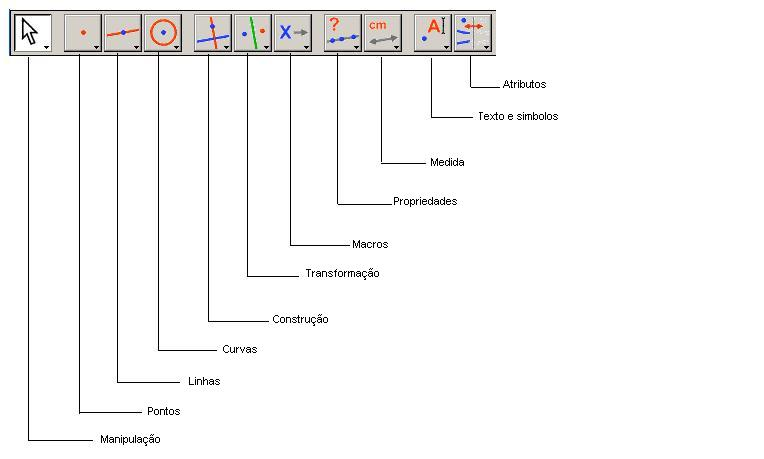 X
?
cm
A
Atributos
Texto e simbolos
Medida
Propriedades
Macros
Transformação
Construção
Curvas
Linhas
Pontos
Manipulação